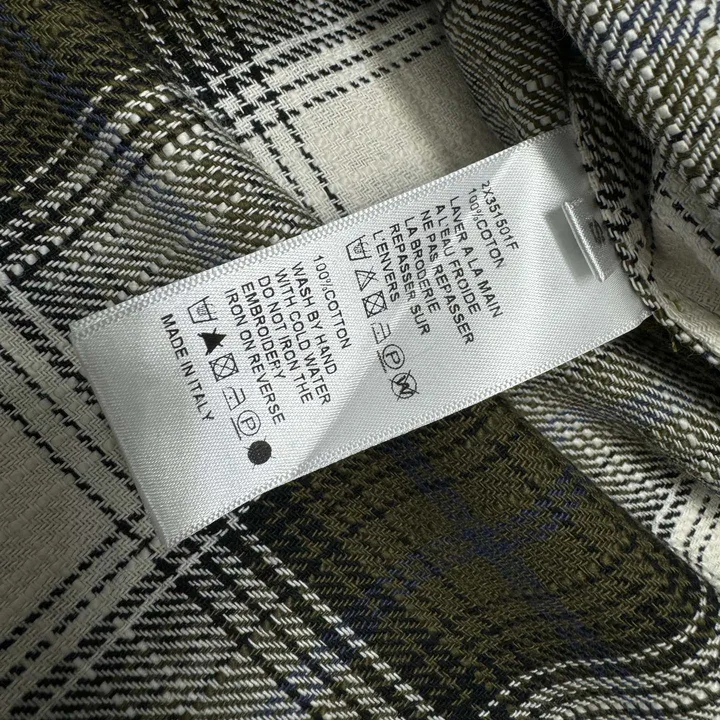 2X351501F
100%COTON
LAVER A LA MAIN
A L'EAU FROIDE
NE PAS REPASSER
LA BRODERIE
REPASSER SUR
L'ENVERS
P
100%COTTON
WASH BY HAND
WITH COLD WATER
DO NOT IRON THE
EMBROIDERY
IRON ON REVERSE
P
MADE IN ITALY